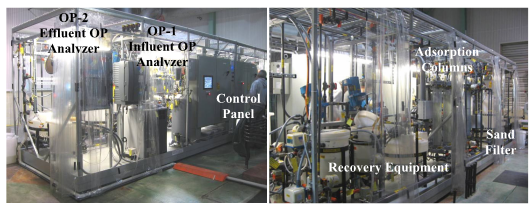 OP-2
Effluent OP
Analyzer
OP-1
Influent OP
Analyzer
Control
Panel
Adsorption
Columns
Sand
Filter
Recovery Equipment